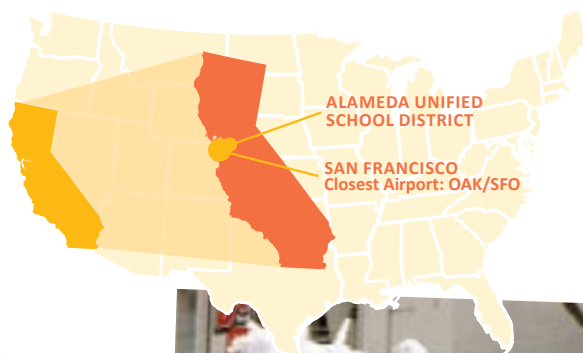 ALAMEDA UNIFIED
SCHOOL DISTRICT
SAN FRANCISCO
Closest Airport: OAK/SFO